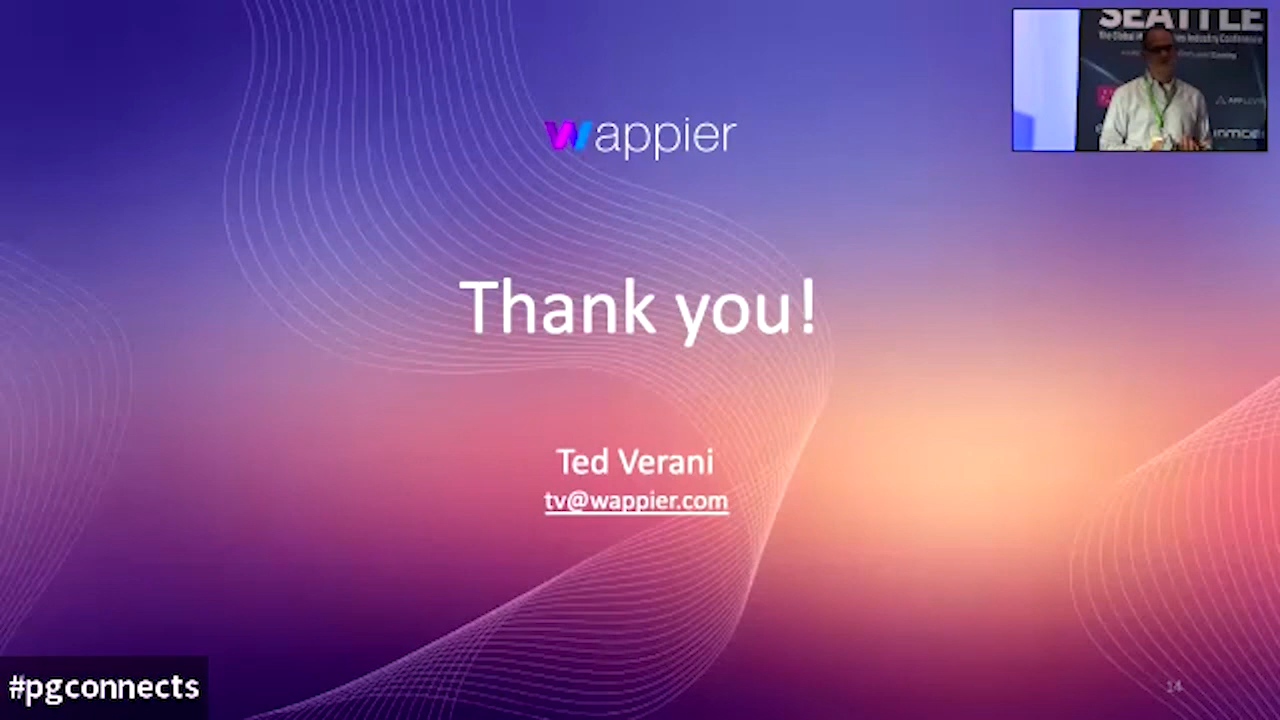 SEATTLE
wappier
Thank you!
Ted Verani
tv@wappier.com
#pgconnects
14